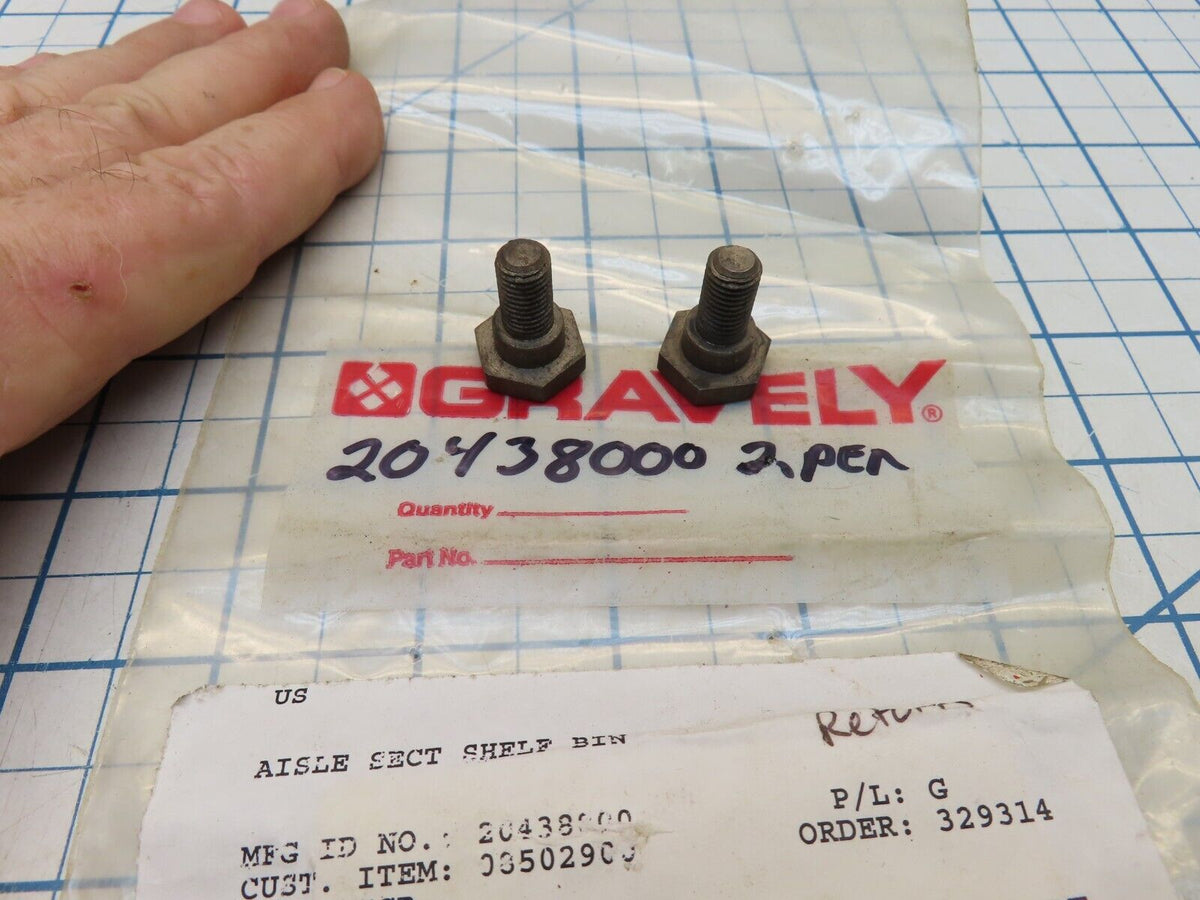 GRAVELY®
20438000 2, PER
Quantity
Part No.
US
AISLE SECT SHELF BIN
Return
P/L: G
MFG ID NO.: 20438000
ORDER: 329314
CUST. ITEM: